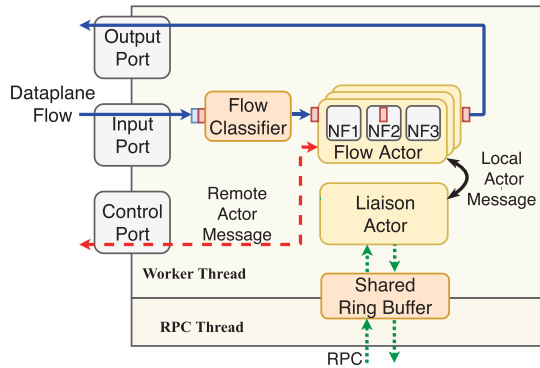 Output
Port
Dataplane
Flow
Input
Port
Flow
Classifier
NF1
NF2
NF3
Flow Actor
Local
Actor
Message
Control
Port
Remote
Actor
Message
Liaison
Actor
Worker Thread
Shared
Ring Buffer
RPC Thread
RPC